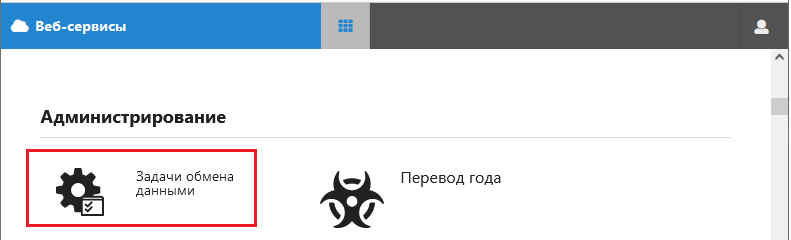 Веб-сервисы
Администрирование
Задачи обмена
данными
Перевод года